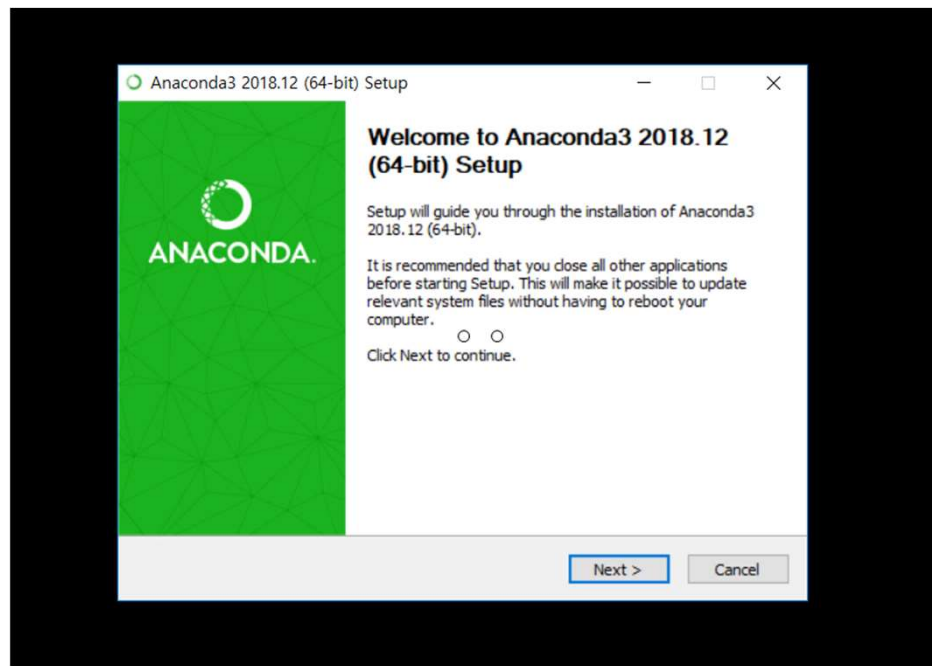 Anaconda3 2018.12 (64-bit) Setup
ANACONDA.
Welcome to Anaconda3 2018.12
(64-bit) Setup
Setup will guide you through the installation of Anaconda3
2018.12 (64-bit).
It is recommended that you close all other applications
before starting Setup. This will make it possible to update
relevant system files without having to reboot your
computer.
Click Next to continue.
Next >
Cancel